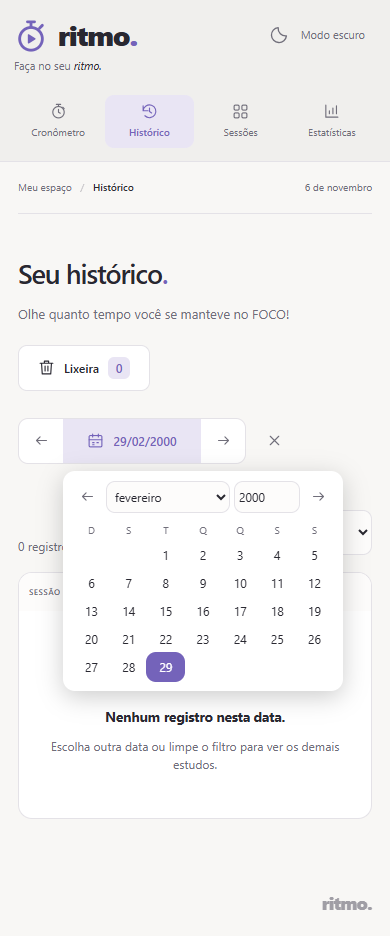 ritmo.
Modo escuro
Faça no seu ritmo.
Cronômetro
Histórico
Sessões
Estatísticas
Meu espaço / Histórico
6 de novembro
Seu histórico.
Olhe quanto tempo você se manteve no FOCO!
Lixeira 0
29/02/2000
fevereiro 2000
D S T Q Q S S
1 2 3 4 5
6 7 8 9 10 11 12
13 14 15 16 17 18 19
20 21 22 23 24 25 26
27 28 29
0
SESSÃO
Nenhum registro nesta data.
Escolha outra data ou limpe o filtro para ver os demais
estudos.
ritmo.